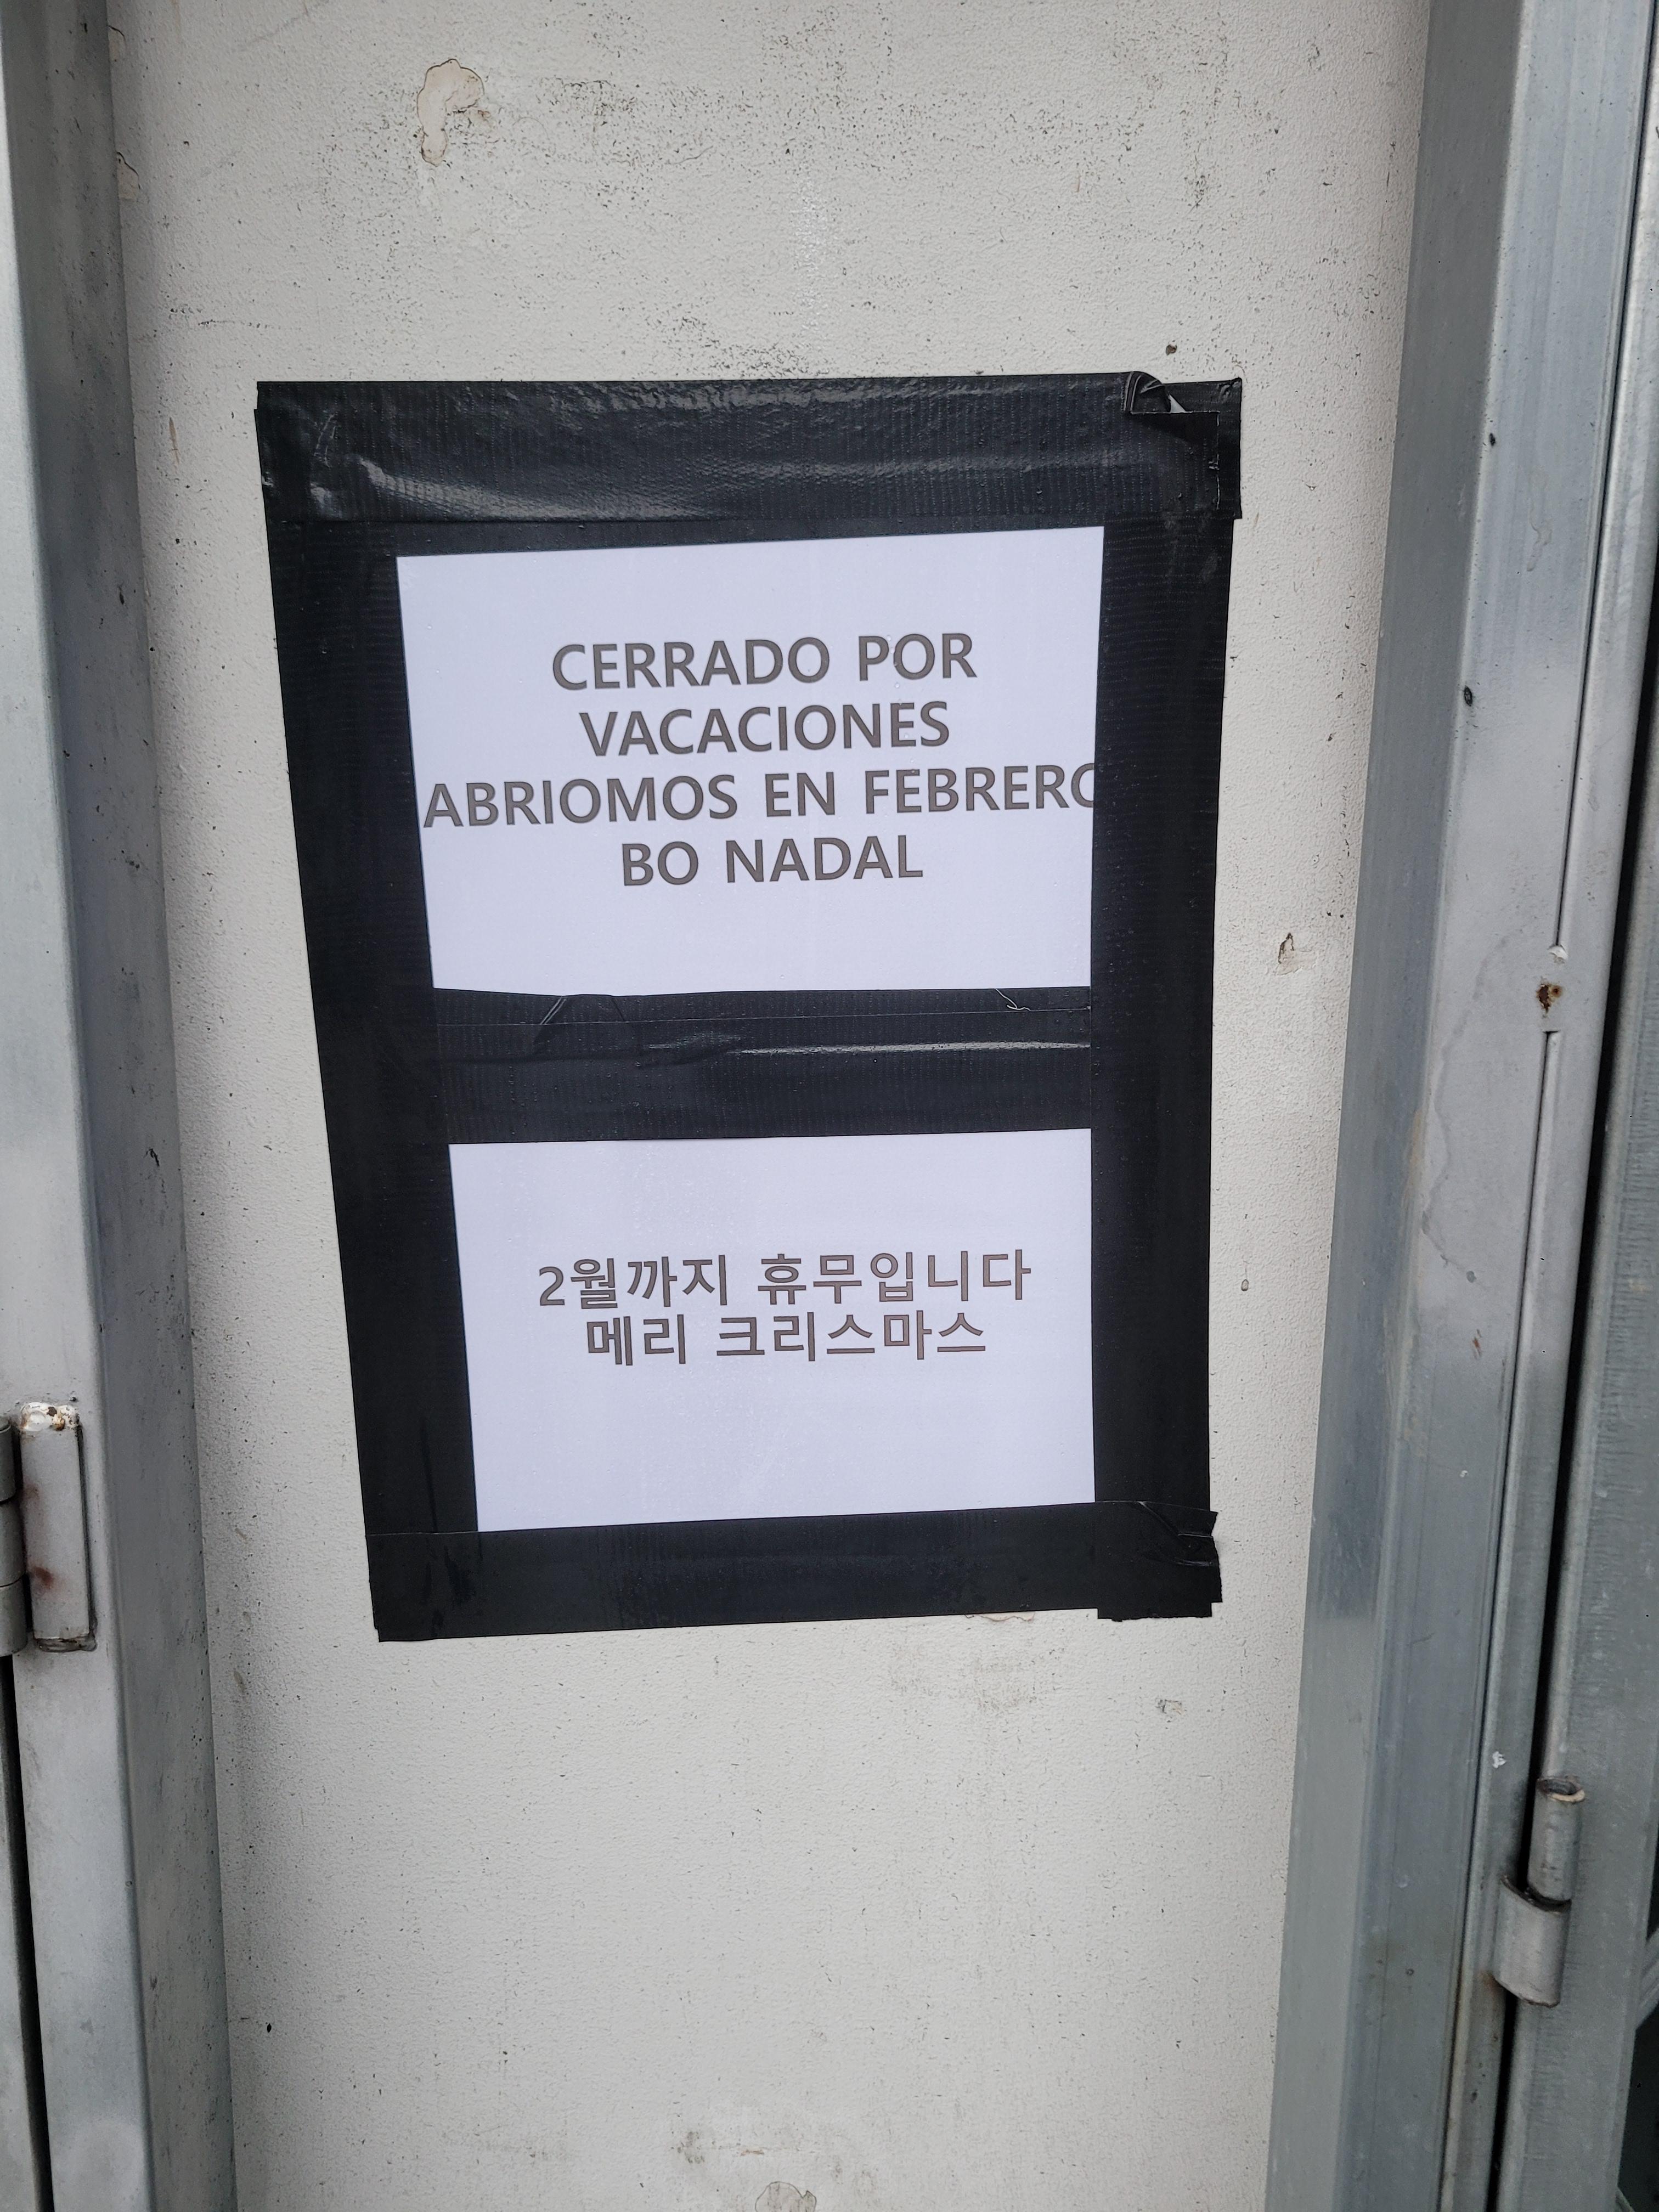 CERRADO POR
VACACIONES
ABRIOMOS EN FEBRERO
BO NADAL
2월까지 휴무입니다
메리 크리스마스